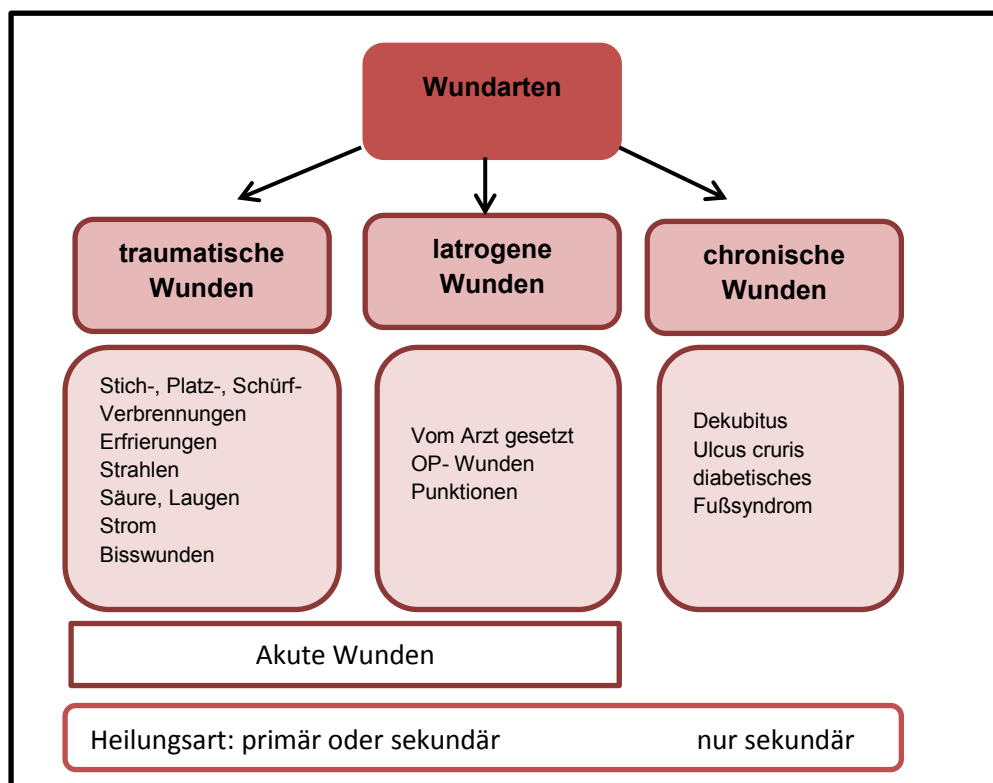 Wundarten
traumatische
Wunden
Iatrogene
Wunden
chronische
Wunden
Stich-, Platz-, Schürf-
Verbrennungen
Erfrierungen
Strahlen
Säure, Laugen
Strom
Bisswunden
Vom Arzt gesetzt
OP- Wunden
Punktionen
Dekubitus
Ulcus cruris
diabetisches
Fußsyndrom
Akute Wunden
Heilungsart: primär oder sekundär nur sekundär